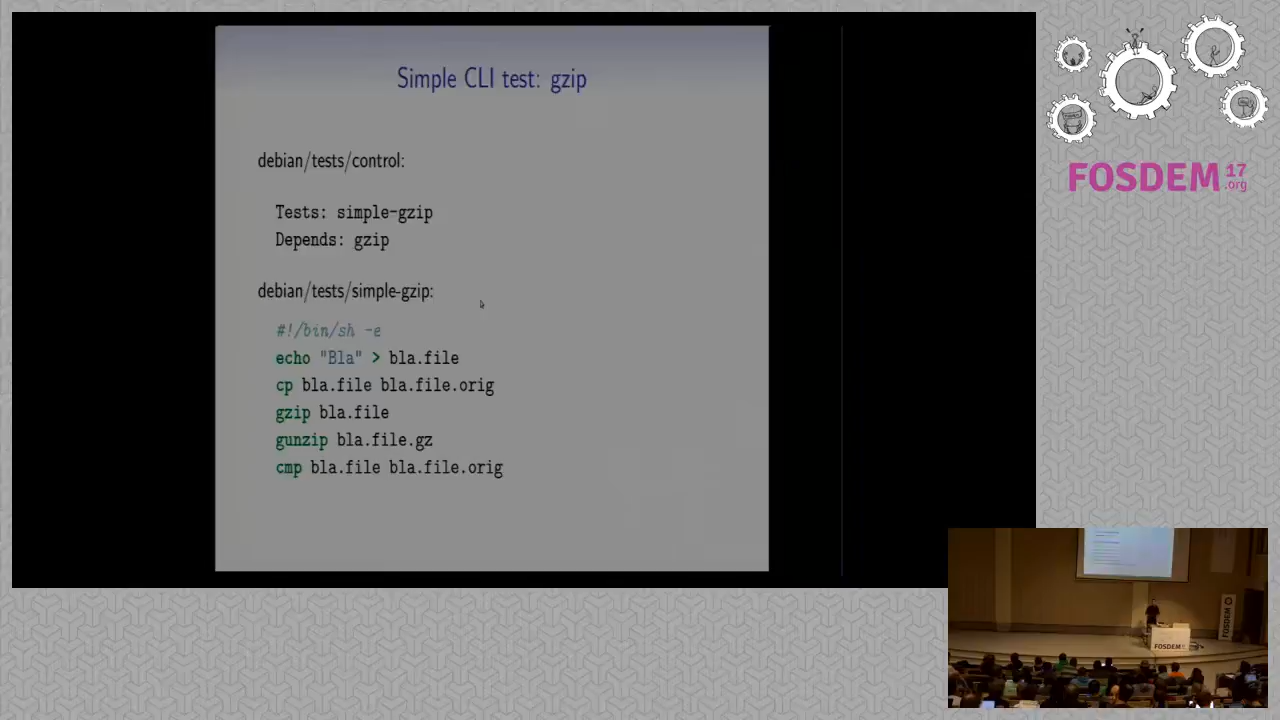 Simple CLI test: gzip
debian/tests/control:
Tests: simple-gzip
Depends: gzip
debian/tests/simple-gzip:
#!/bin/sh -e
echo "Bla" > bla.file
cp bla.file bla.file.orig
gzip bla.file
gunzip bla.file.gz
cmp bla.file bla.file.orig
FOSDEM 17
.org
FOSDEM
FOSDEM